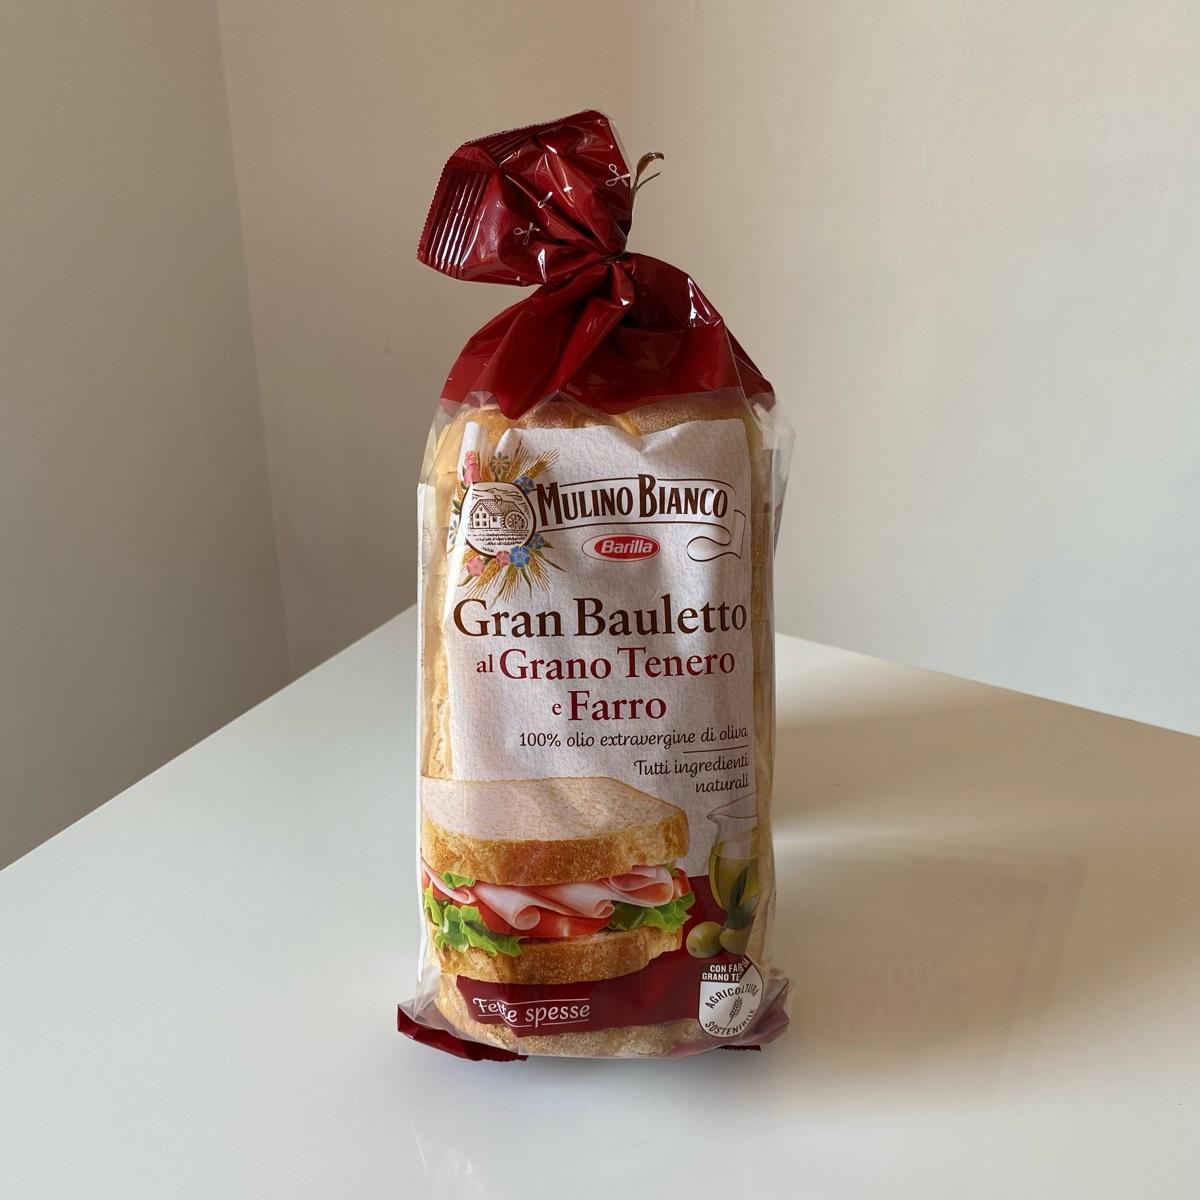 MULINO BIANCO
Barilla
Gran Bauletto
al Grano Tenero
e Farro
100% olio extravergine di oliva
Tutti ingredienti
naturali
Fette spesse
CON
GRANO
AGRICOLTURA
SOSTENIBILE